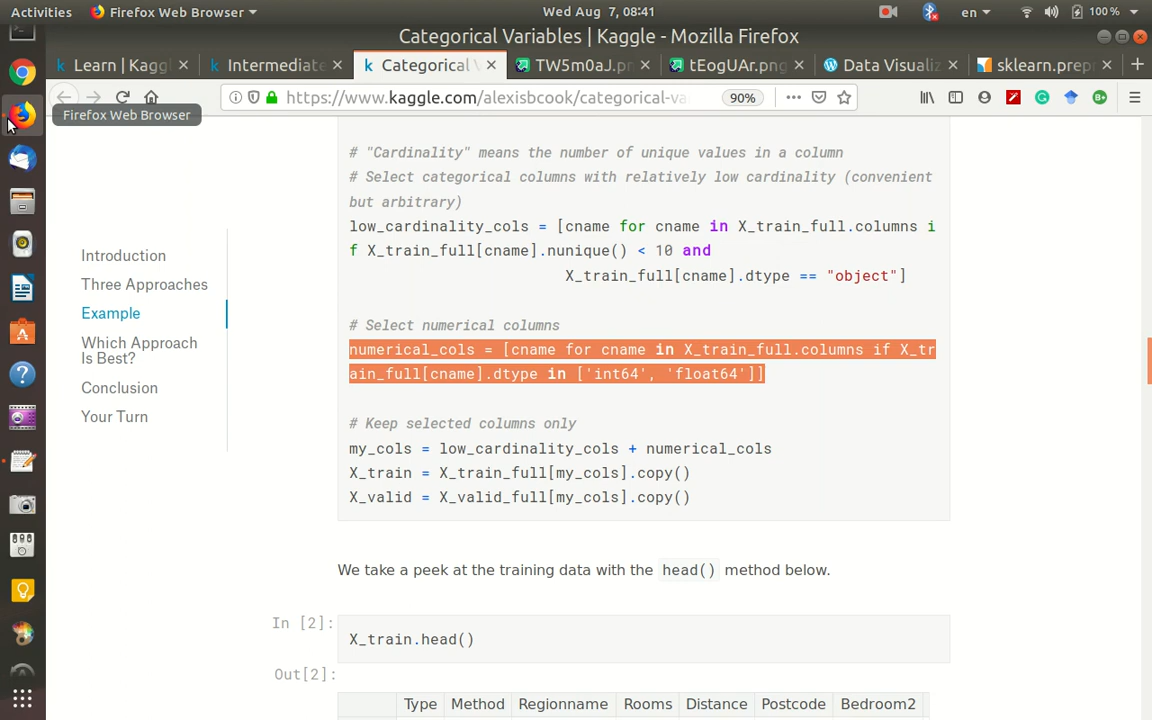 Activities
Firefox Web Browser
Wed Aug 7, 08:41
en
100 %
Categorical Variables | Kaggle - Mozilla Firefox
Learn | Kagg
Intermediate
Categorical V
TW5m0aJ.pn
tEogUAr.png
Data Visualiz
sklearn.prep
https://www.kaggle.com/alexisbcook/categorical-va
90%
Firefox Web Browser
# "Cardinality" means the number of unique values in a column
# Select categorical columns with relatively low cardinality (convenient
but arbitrary)
low_cardinality_cols = [cname for cname in X_train_full.columns i
f X_train_full[cname].nunique() < 10 and
X_train_full[cname].dtype == "object"]
# Select numerical columns
numerical_cols = [cname for cname in X_train_full.columns if X_tr
ain_full[cname].dtype in ['int64', 'float64']]
# Keep selected columns only
my_cols = low_cardinality_cols + numerical_cols
X_train = X_train_full[my_cols].copy()
X_valid = X_valid_full[my_cols].copy()
Introduction
Three Approaches
Example
Which Approach
Is Best?
Conclusion
Your Turn
We take a peek at the training data with the head() method below.
In [2]:
X_train.head()
Out[2]:
Type Method Regionname Rooms Distance Postcode Bedroom2